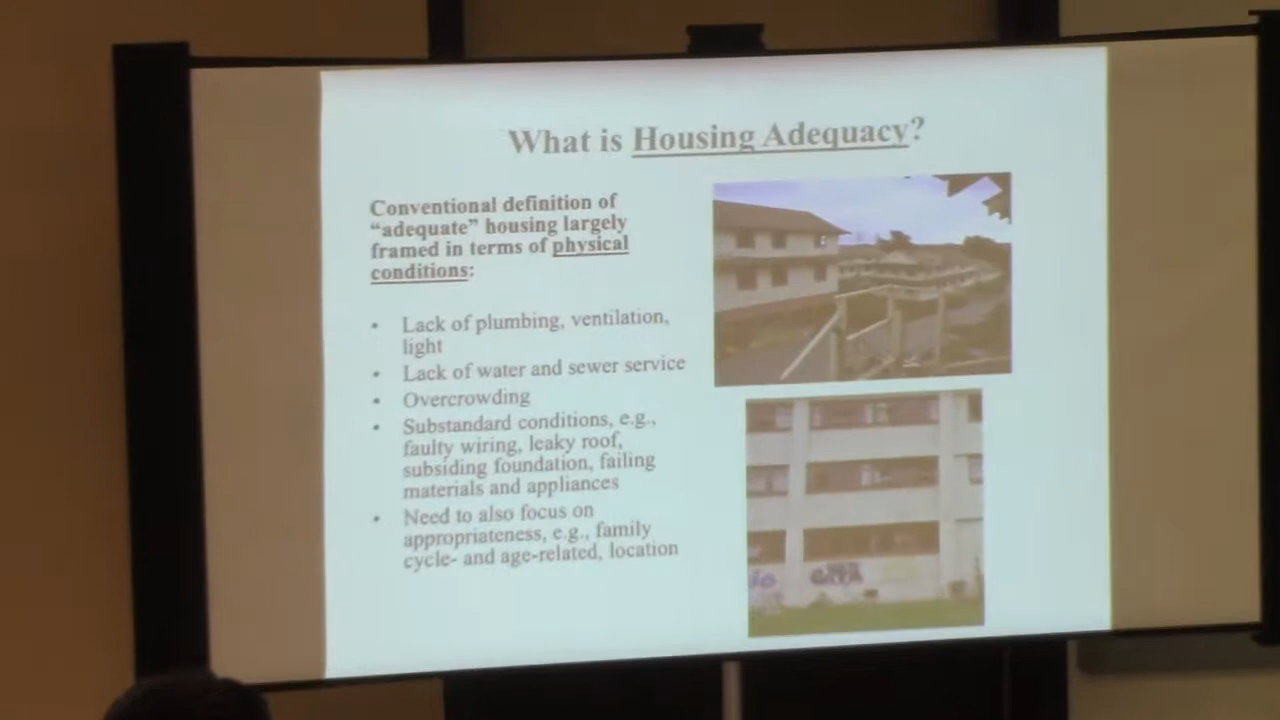 What is Housing Adequacy?
Conventional definition of
“adequate” housing largely
framed in terms of physical
conditions:
• Lack of plumbing, ventilation,
light
• Lack of water and sewer service
• Overcrowding
• Substandard conditions, e.g.,
faulty wiring, leaky roof,
subsiding foundation, failing
materials and appliances
• Need to also focus on
appropriateness, e.g., family
cycle- and age-related, location